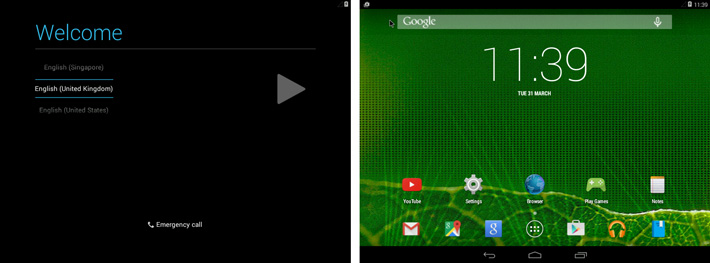 Welcome
English (Singapore)
English (United Kingdom)
English (United States)
Emergency call
11:39
Google
11:39
TUE 31 MARCH
YouTube
Settings
Browser
Play Games
Notes